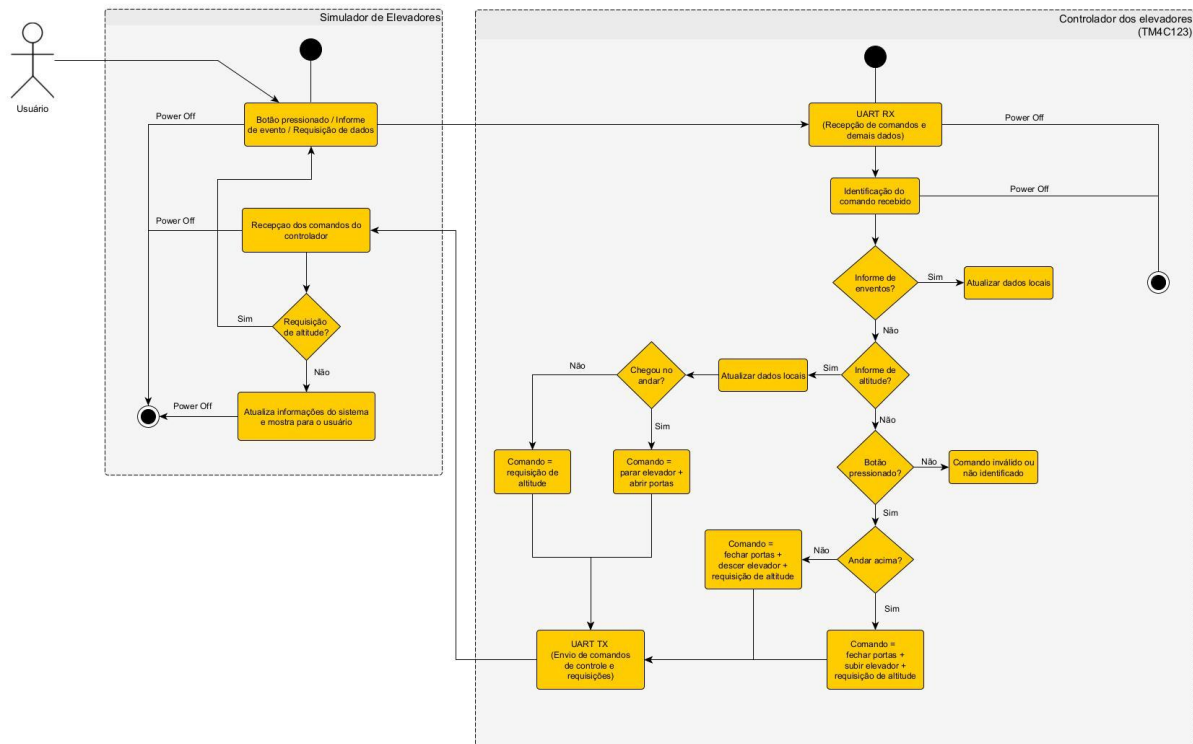 Simulador de Elevadores
Usuário
Power Off
Botão pressionado / Informe
de evento / Requisição de dados
Power Off
Recepçao dos comandos do
controlador
Sim
Requisição
de altitude?
Não
Power Off
Atualiza informações do sistema
e mostra para o usuário
Controlador dos elevadores
(TM4C123)
UART RX
(Recepção de comandos e
demais dados)
Power Off
Identificação do
comando recebido
Power Off
Informe de
enventos?
Sim
Atualizar dados locais
Não
Informe de
altitude?
Sim
Atualizar dados locais
Chegou no
andar?
Não
Sim
Não
Comando =
requisição de
altitude
Comando =
parar elevador +
abrir portas
Botão
pressionado?
Não
Comando inválido ou
não identificado
Sim
Andar acima?
Não
Comando =
fechar portas +
descer elevador +
requisição de altitude
Sim
Comando =
fechar portas +
subir elevador +
requisição de altitude
UART TX
(Envio de comandos
de controle e
requisições)